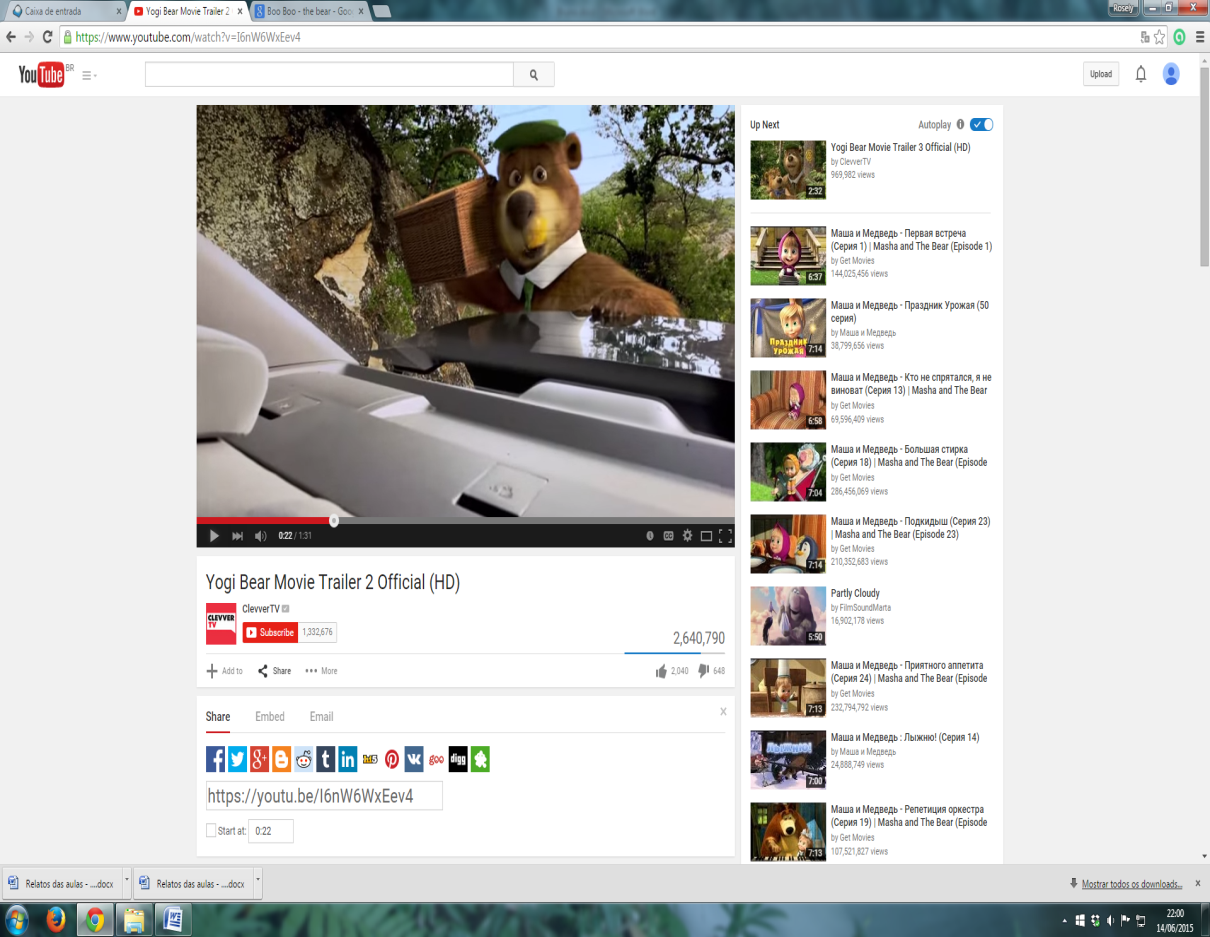 Caixa de entrada
Yogi Bear Movie Trailer 2
Boo Boo - the bear - Goo
Rosely
https://www.youtube.com/watch?v=I6nW6WxEev4
YouTube BR
Upload
Up Next
Autoplay
Yogi Bear Movie Trailer 3 Official (HD)
by ClevverTV
969,982 views
2:32
Маша и Медведь - Первая встреча
(Серия 1) | Masha and The Bear (Episode 1)
by Get Movies
144,025,456 views
6:37
Маша и Медведь - Праздник Урожая (50
серия)
by Маша и Медведь
38,799,656 views
Праздник
Урожая
7:14
Маша и Медведь - Кто не спрятался, я не
виноват (Серия 13) | Masha and The Bear
by Get Movies
69,596,409 views
6:58
Маша и Медведь - Большая стирка
(Серия 18) | Masha and The Bear (Episode
by Get Movies
286,456,069 views
7:04
Маша и Медведь - Подкидыш (Серия 23)
| Masha and The Bear (Episode 23)
by Get Movies
210,352,683 views
7:14
Partly Cloudy
by FilmSoundMarta
16,902,178 views
5:50
Маша и Медведь - Приятного аппетита
(Серия 24) | Masha and The Bear (Episode
by Get Movies
232,794,792 views
7:13
Маша и Медведь : Лыжню! (Серия 14)
by Маша и Медведь
24,888,749 views
7:00
Маша и Медведь - Репетиция оркестра
(Серия 19) | Masha and The Bear (Episode
by Get Movies
107,521,827 views
7:13
0:22 / 1:31
CC
Yogi Bear Movie Trailer 2 Official (HD)
CLEVVER
TV
ClevverTV
Subscribe 1,332,676
2,640,790
Add to Share More
2,040 648
Share Embed Email
goo digg
https://youtu.be/I6nW6WxEev4
Start at: 0:22
Relatos das aulas - ....docx
Relatos das aulas - ....docx
Mostrar todos os downloads...
22:00
14/06/2015